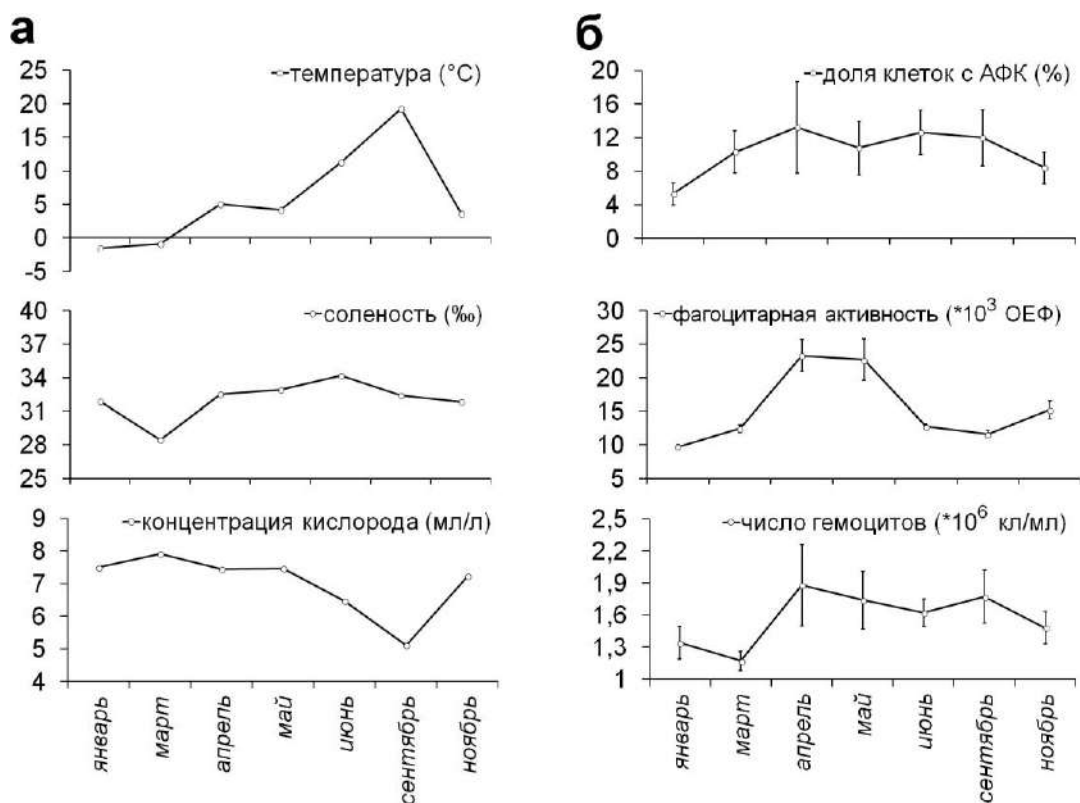 а
температура (°C)
25
20
15
10
5
0
-5
соленость (‰)
40
37
34
31
28
25
концентрация кислорода (мл/л)
9
8
7
6
5
4
январь
март
апрель
май
июнь
сентябрь
ноябрь
б
доля клеток с АФК (%)
20
16
12
8
4
0
фагоцитарная активность (*10³ ОЕФ)
30
25
20
15
10
5
число гемоцитов (*10⁶ кл/мл)
2,5
2,2
1,9
1,6
1,3
1
январь
март
апрель
май
июнь
сентябрь
ноябрь